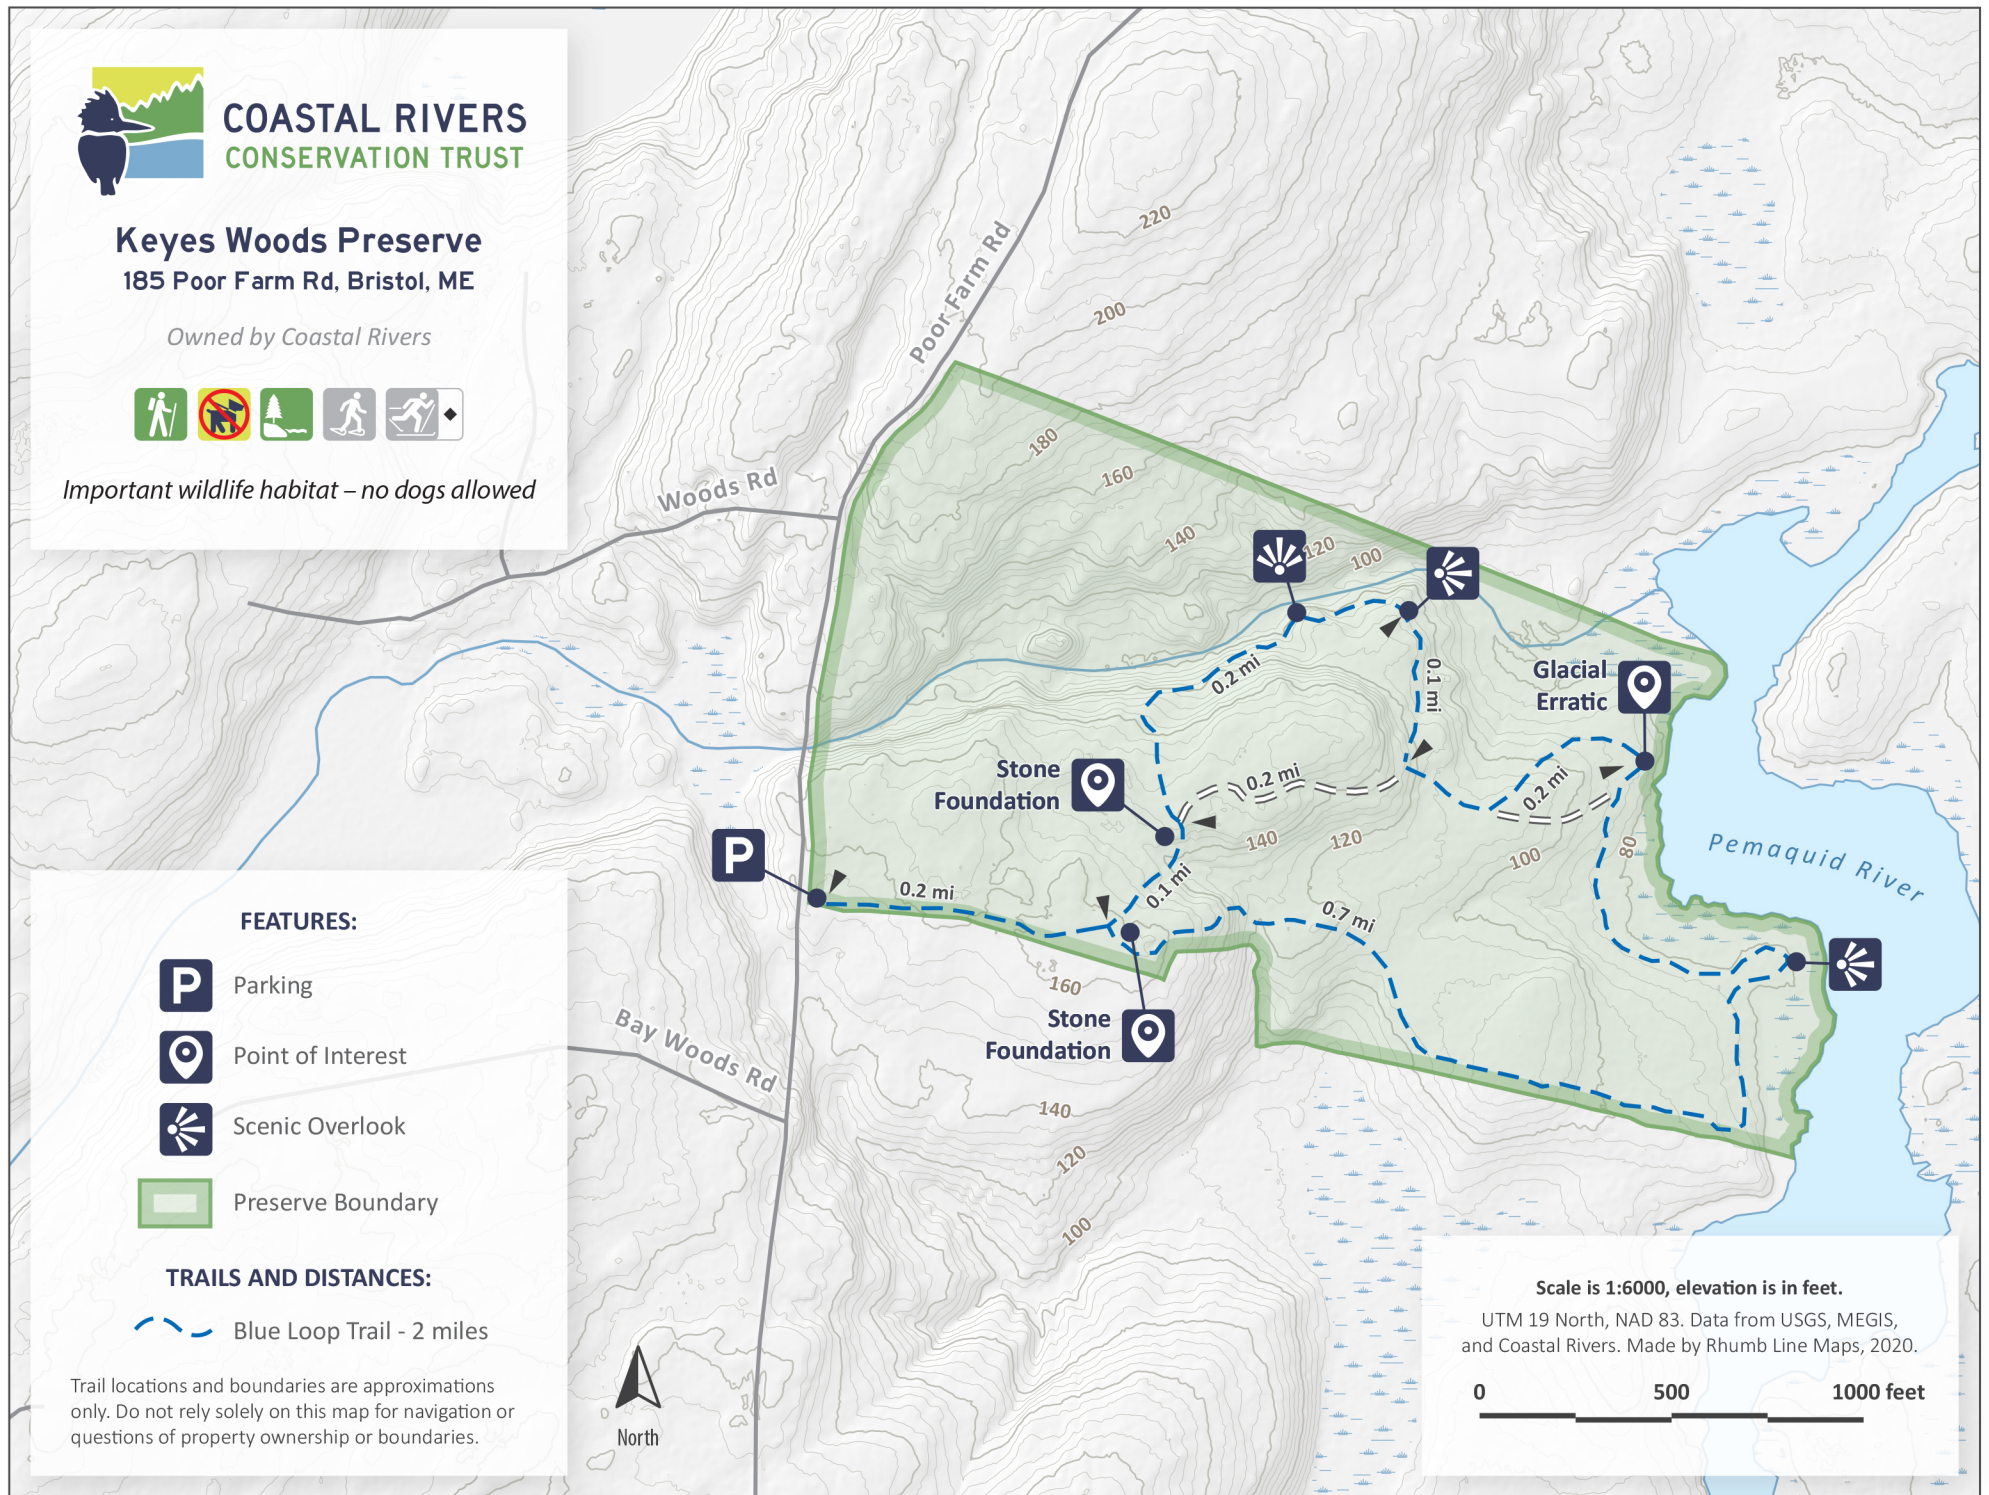 COASTAL RIVERS
CONSERVATION TRUST
Keyes Woods Preserve
185 Poor Farm Rd, Bristol, ME
Owned by Coastal Rivers
Important wildlife habitat – no dogs allowed
Poor Farm Rd
Woods Rd
Bay Woods Rd
220
200
180
160
140
120
100
0.2 mi
0.1 mi
Glacial
Erratic
Stone
Foundation
0.2 mi
0.2 mi
140
120
100
80
Pemaquid River
P
0.2 mi
0.1 mi
0.7 mi
160
Stone
Foundation
140
120
100
FEATURES:
P Parking
Point of Interest
Scenic Overlook
Preserve Boundary
TRAILS AND DISTANCES:
Blue Loop Trail - 2 miles
Trail locations and boundaries are approximations
only. Do not rely solely on this map for navigation or
questions of property ownership or boundaries.
North
Scale is 1:6000, elevation is in feet.
UTM 19 North, NAD 83. Data from USGS, MEGIS,
and Coastal Rivers. Made by Rhumb Line Maps, 2020.
0 500 1000 feet